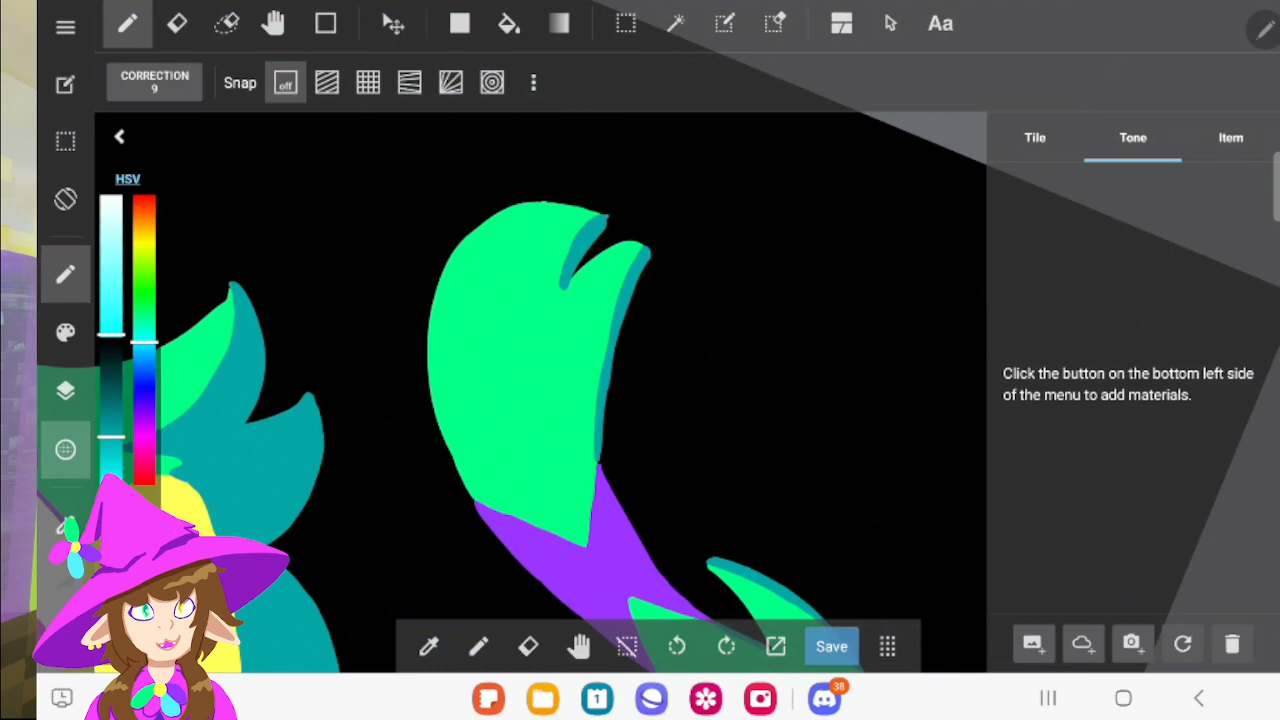 Aa
CORRECTION
9
Snap
off
Tile
Tone
Item
HSV
Click the button on the bottom left side
of the menu to add materials.
Save
1
38